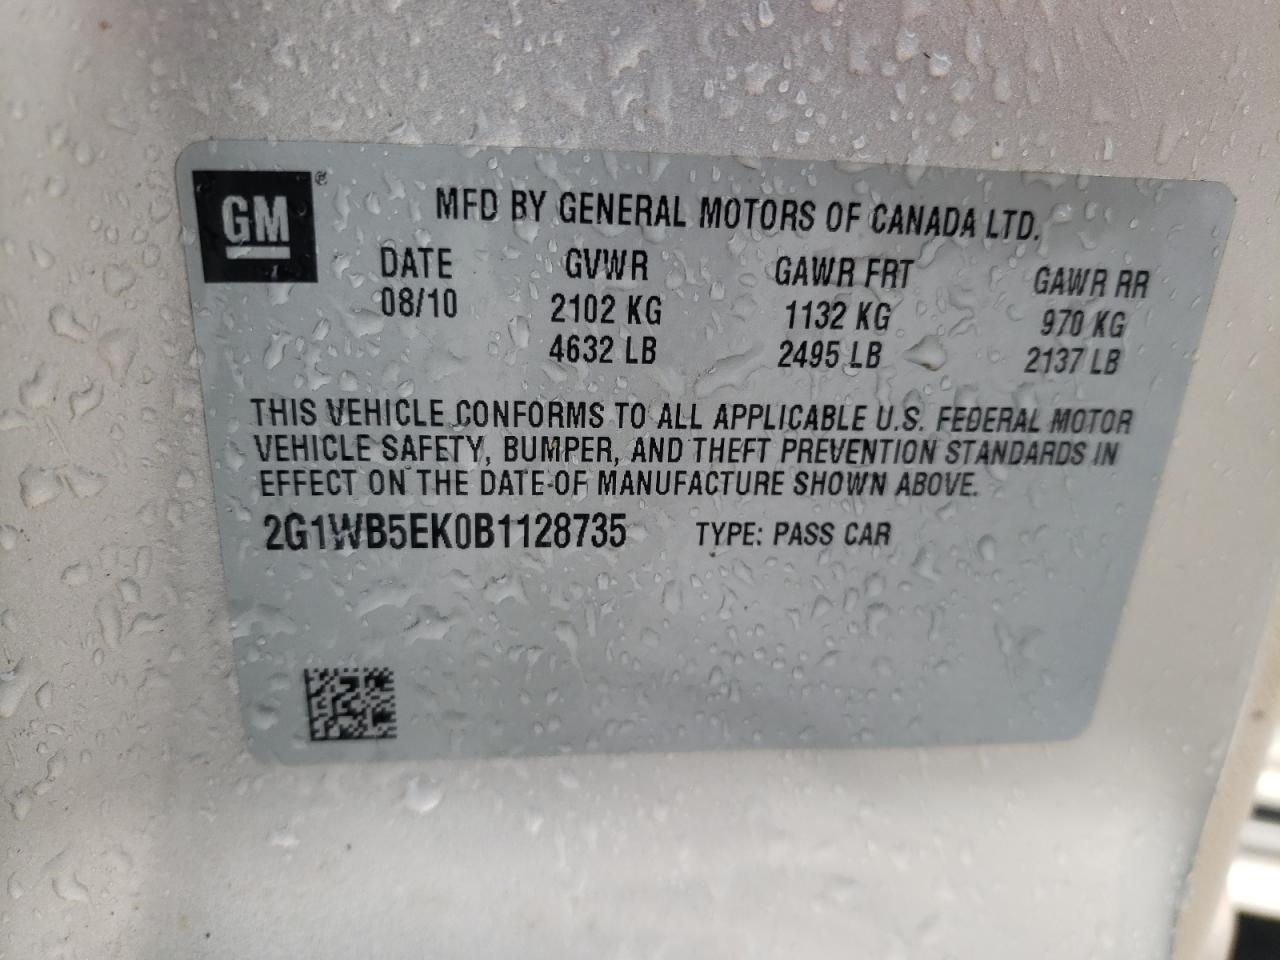 GM®
MFD BY GENERAL MOTORS OF CANADA LTD.
DATE GVWR GAWR FRT GAWR RR
08/10 2102 KG 1132 KG 970 KG
4632 LB 2495 LB 2137 LB
THIS VEHICLE CONFORMS TO ALL APPLICABLE U.S. FEDERAL MOTOR
VEHICLE SAFETY, BUMPER, AND THEFT PREVENTION STANDARDS IN
EFFECT ON THE DATE OF MANUFACTURE SHOWN ABOVE.
2G1WB5EK0B1128735 TYPE: PASS CAR